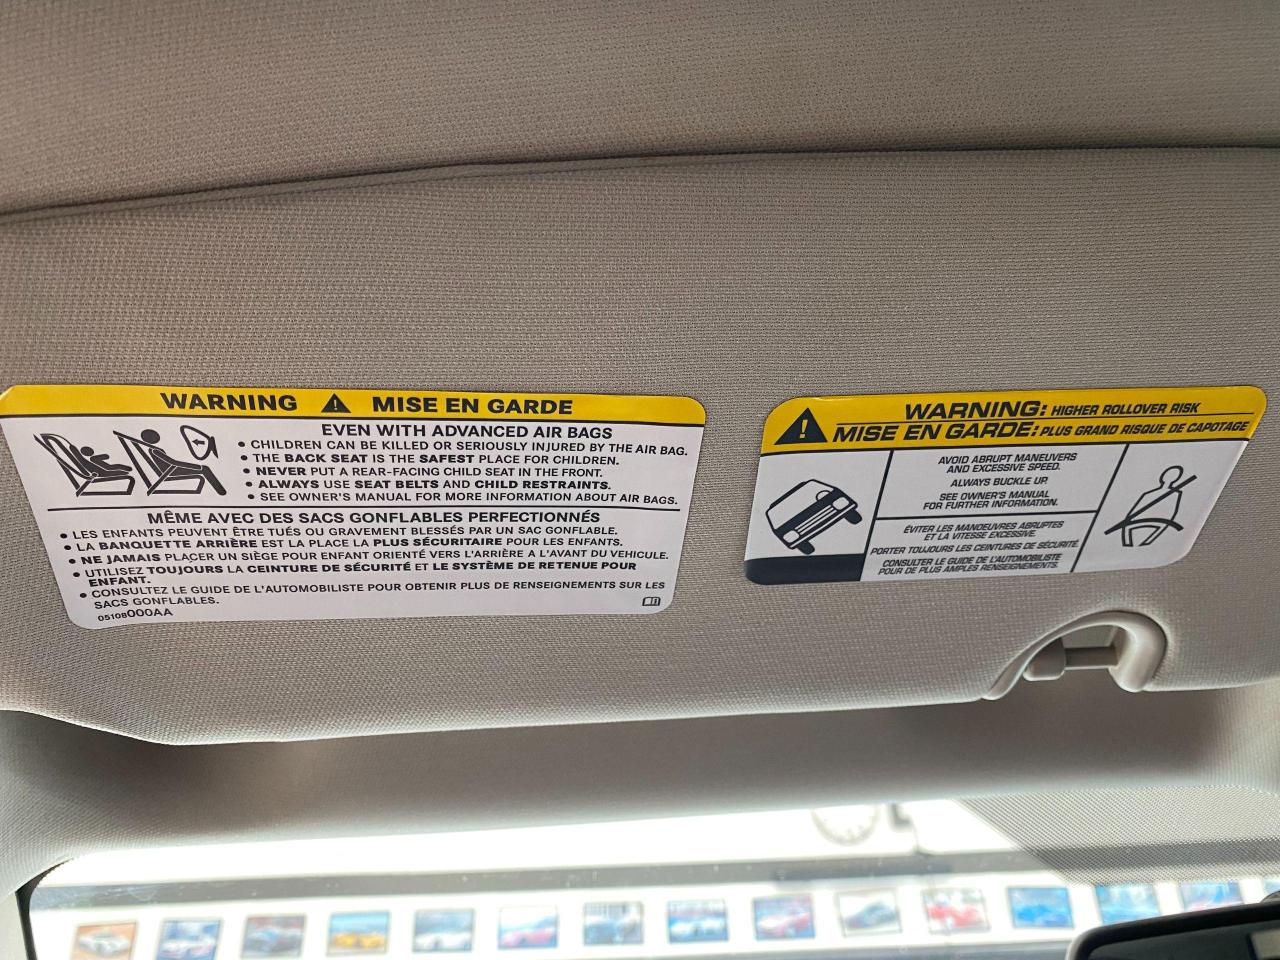 WARNING ⚠ MISE EN GARDE
EVEN WITH ADVANCED AIR BAGS
• CHILDREN CAN BE KILLED OR SERIOUSLY INJURED BY THE AIR BAG.
• THE BACK SEAT IS THE SAFEST PLACE FOR CHILDREN.
• NEVER PUT A REAR-FACING CHILD SEAT IN THE FRONT.
• ALWAYS USE SEAT BELTS AND CHILD RESTRAINTS.
• SEE OWNER'S MANUAL FOR MORE INFORMATION ABOUT AIR BAGS.
MÊME AVEC DES SACS GONFLABLES PERFECTIONNÉS
• LES ENFANTS PEUVENT ÊTRE TUÉS OU GRAVEMENT BLESSÉS PAR UN SAC GONFLABLE.
• LA BANQUETTE ARRIÈRE EST LA PLACE LA PLUS SÉCURITAIRE POUR LES ENFANTS.
• NE JAMAIS PLAÇER UN SIÈGE POUR ENFANT ORIENTÉ VERS L'ARRIÈRE A L'AVANT DU VEHICULE.
• UTILISEZ TOUJOURS LA CEINTURE DE SÉCURITÉ ET LE SYSTÈME DE RETENUE POUR
ENFANT.
• CONSULTEZ LE GUIDE DE L'AUTOMOBILISTE POUR OBTENIR PLUS DE RENSEIGNEMENTS SUR LES
SACS GONFLABLES.
05108000AA
WARNING: HIGHER ROLLOVER RISK
MISE EN GARDE: PLUS GRAND RISQUE DE CAPOTAGE
AVOID ABRUPT MANEUVERS
AND EXCESSIVE SPEED.
ALWAYS BUCKLE UP.
SEE OWNER'S MANUAL
FOR FURTHER INFORMATION.
ÉVITER LES MANOEUVRES ABRUPTES
ET LA VITESSE EXCESSIVE.
PORTER TOUJOURS LES CEINTURES DE SÉCURITÉ.
CONSULTER LE GUIDE DE L'AUTOMOBILISTE
POUR DE PLUS AMPLES RENSEIGNEMENTS.